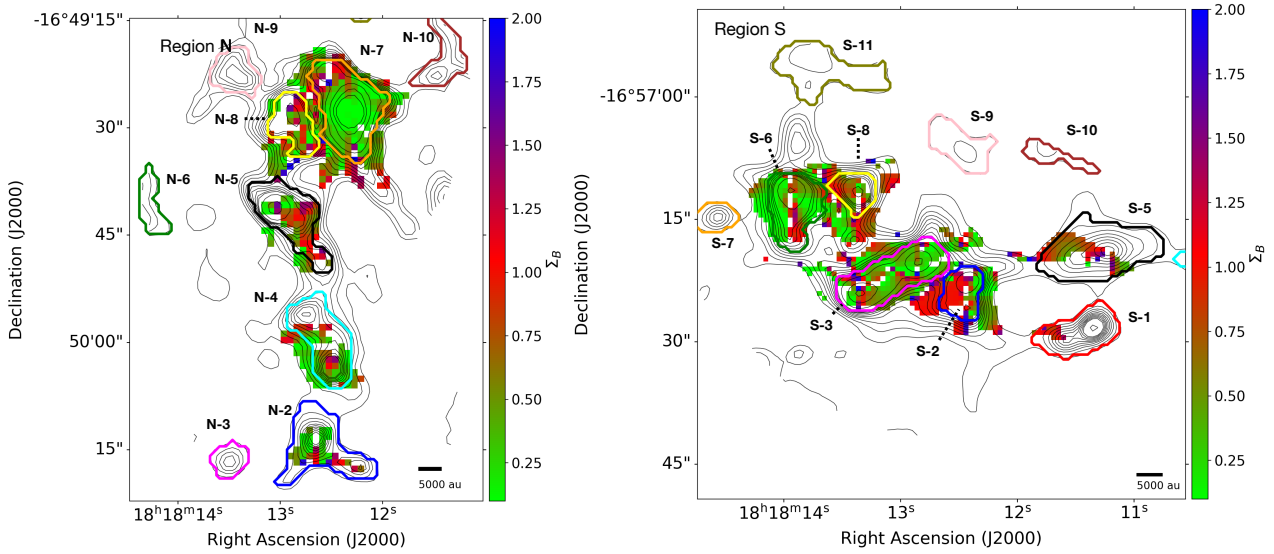 Region N
-16°49'15"
30"
45"
50'00"
15"
Declination (J2000)
18ʰ18ᵐ14ˢ
13ˢ
12ˢ
Right Ascension (J2000)
N-9
N-7
N-10
N-8
N-6
N-5
N-4
N-3
N-2
5000 au
2.00
1.75
1.50
1.25
1.00
0.75
0.50
0.25
Σ_B
Region S
-16°57'00"
15"
30"
45"
Declination (J2000)
18ʰ18ᵐ14ˢ
13ˢ
12ˢ
11ˢ
Right Ascension (J2000)
S-11
S-9
S-10
S-6
S-8
S-7
S-5
S-3
S-2
S-1
5000 au
2.00
1.75
1.50
1.25
1.00
0.75
0.50
0.25
Σ_B